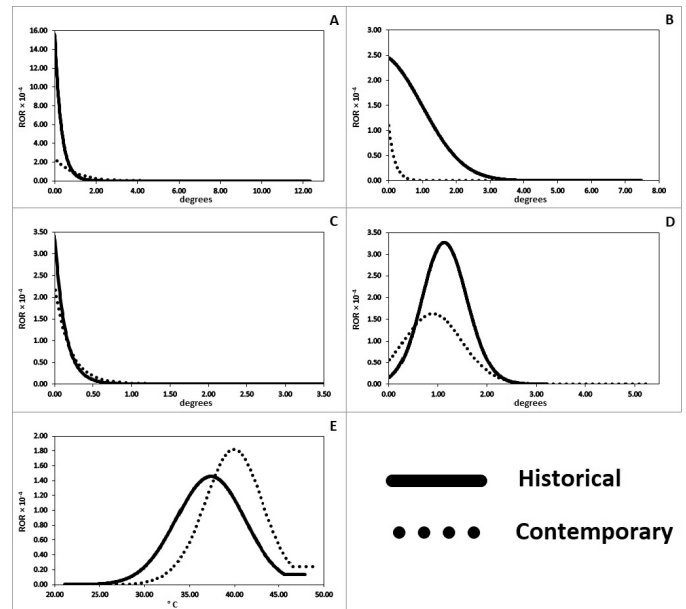 A
ROR × 10⁻⁴
16.00
14.00
12.00
10.00
8.00
6.00
4.00
2.00
0.00
0.00 2.00 4.00 6.00 8.00 10.00 12.00
degrees
B
ROR × 10⁻⁴
3.00
2.50
2.00
1.50
1.00
0.50
0.00
0.00 1.00 2.00 3.00 4.00 5.00 6.00 7.00 8.00
degrees
C
ROR × 10⁻⁴
3.50
3.00
2.50
2.00
1.50
1.00
0.50
0.00
0.00 0.50 1.00 1.50 2.00 2.50 3.00 3.50
degrees
D
ROR × 10⁻⁴
3.50
3.00
2.50
2.00
1.50
1.00
0.50
0.00
0.00 1.00 2.00 3.00 4.00 5.00
degrees
E
ROR × 10⁻⁴
2.00
1.80
1.60
1.40
1.20
1.00
0.80
0.60
0.40
0.20
0.00
20.00 25.00 30.00 35.00 40.00 45.00 50.00
° C
Historical
Contemporary